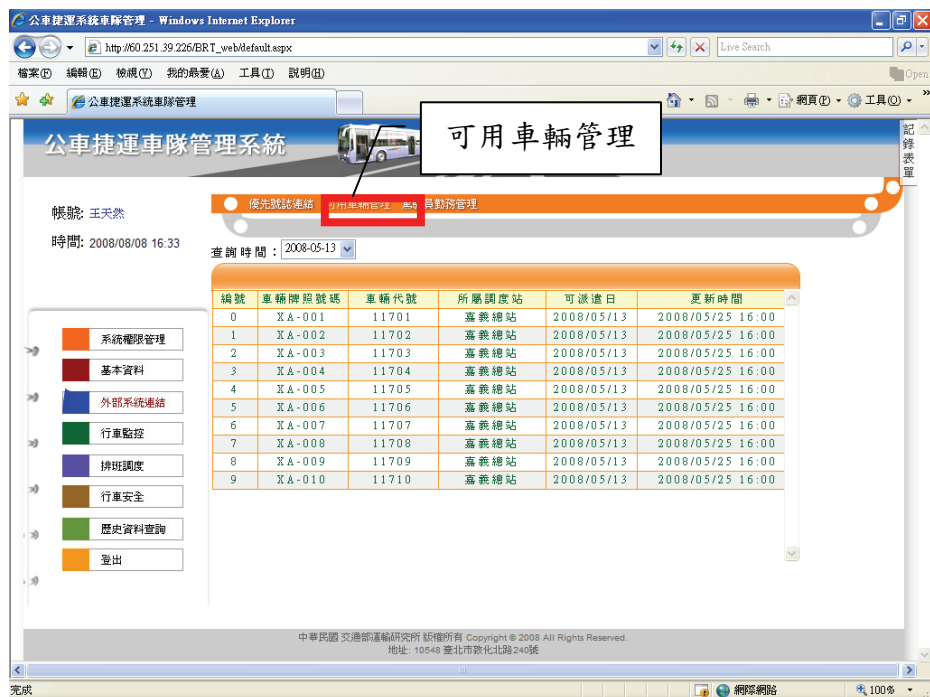 公車捷運系統車隊管理 - Windows Internet Explorer
http://60.251.39.226/BRT_web/default.aspx
Live Search
檔案(F) 編輯(E) 檢視(V) 我的最愛(A) 工具(T) 說明(H)
Open
公車捷運系統車隊管理
網頁(P) 工具(O)
可用車輛管理
公車捷運車隊管理系統
記錄表單
優先號誌連結 可用車輛管理 駕駛員勤務管理
帳號: 王天然
時間: 2008/08/08 16:33
查詢時間： 2008-05-13
編號 車輛牌照號碼 車輛代號 所屬調度站 可派遣日 更新時間
0 XA-001 11701 嘉義總站 2008/05/13 2008/05/25 16:00
1 XA-002 11702 嘉義總站 2008/05/13 2008/05/25 16:00
2 XA-003 11703 嘉義總站 2008/05/13 2008/05/25 16:00
3 XA-004 11704 嘉義總站 2008/05/13 2008/05/25 16:00
4 XA-005 11705 嘉義總站 2008/05/13 2008/05/25 16:00
5 XA-006 11706 嘉義總站 2008/05/13 2008/05/25 16:00
6 XA-007 11707 嘉義總站 2008/05/13 2008/05/25 16:00
7 XA-008 11708 嘉義總站 2008/05/13 2008/05/25 16:00
8 XA-009 11709 嘉義總站 2008/05/13 2008/05/25 16:00
9 XA-010 11710 嘉義總站 2008/05/13 2008/05/25 16:00
系統權限管理
基本資料
外部系統連結
行車監控
排班調度
行車安全
歷史資料查詢
登出
中華民國 交通部運輸研究所 版權所有 Copyright © 2008 All Rights Reserved.
地址: 10548 臺北市敦化北路240號
完成 網際網路 100%